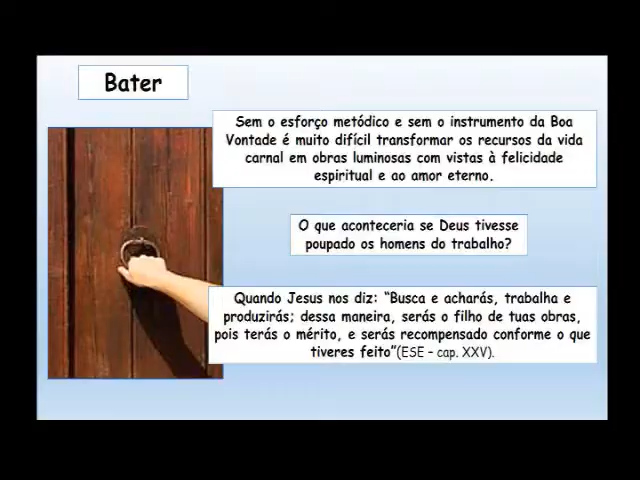 Bater
Sem o esforço metódico e sem o instrumento da Boa
Vontade é muito difícil transformar os recursos da vida
carnal em obras luminosas com vistas à felicidade
espiritual e ao amor eterno.
O que aconteceria se Deus tivesse
poupado os homens do trabalho?
Quando Jesus nos diz: “Busca e acharás, trabalha e
produzirás; dessa maneira, serás o filho de tuas obras,
pois terás o mérito, e serás recompensado conforme o que
tiveres feito”(ESE – cap. XXV).